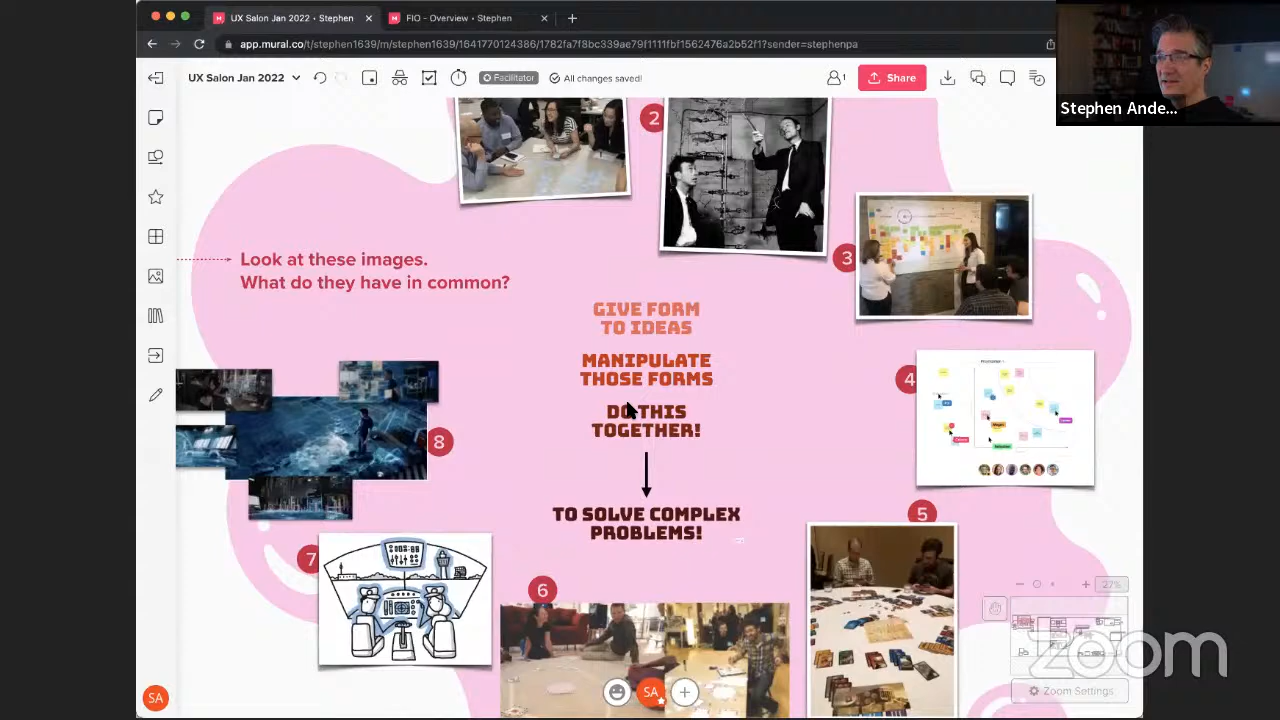 UX Salon Jan 2022 • Stephen
FIO - Overview • Stephen
app.mural.co/t/stephen1639/m/stephen1639/1641770124386/1782fa7f8bc339ae79f1111fbf1562476a2b52f1?sender=stephenpa
Stephen Ande...
UX Salon Jan 2022
Facilitator
All changes saved!
1
Share
2
3
Look at these images.
What do they have in common?
GIVE FORM
TO IDEAS
MANIPULATE
THOSE FORMS
DO THIS
TOGETHER!
TO SOLVE COMPLEX
PROBLEMS!
4
8
5
7
6
27%
zoom
Zoom Settings
SA
SA